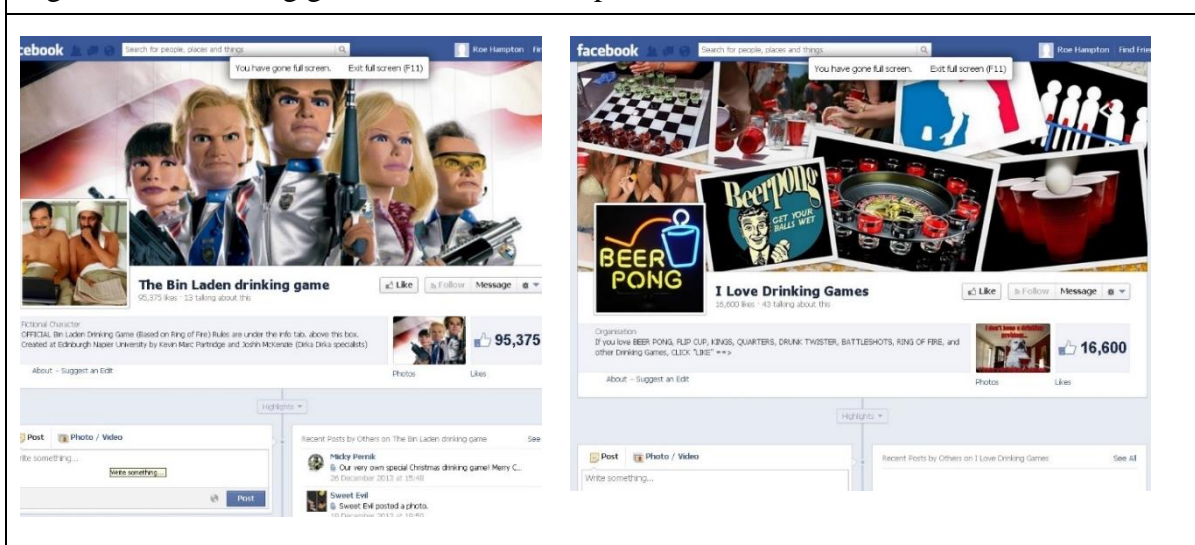 cebook
Search for people, places and things
Roe Hampton
You have gone full screen. Exit full screen (F11)
The Bin Laden drinking game
95,375 likes · 13 talking about this
Like Follow Message
Fictional Character
OFFICIAL Bin Laden Drinking Game (Based on Ring of Fire) Rules are under the info tab. above this box.
Created at Edinburgh Napier University by Kevin Marc Partridge and Joshh McKenzie (Dirka Dirka specialists)
95,375
About - Suggest an Edit
Photos Likes
Highlights
Post Photo / Video
Write something...
Post
Recent Posts by Others on The Bin Laden drinking game See
Micky Pernik
Our very own special Christmas drinking game! Merry C...
26 December 2012 at 15:48
Sweet Evil
Sweet Evil posted a photo.
19 December 2012 at 19:50
facebook
Search for people, places and things
Roe Hampton Find Frie
You have gone full screen. Exit full screen (F11)
Beerpong
GET YOUR
BALLS WET
BEER
PONG
I Love Drinking Games
16,600 likes · 43 talking about this
Like Follow Message
Organisation
If you love BEER PONG, FLIP CUP, KINGS, QUARTERS, DRUNK TWISTER, BATTLESHOTS, RING OF FIRE, and
other Drinking Games, CLICK "LIKE" ==>
16,600
About - Suggest an Edit
Photos Likes
Highlights
Post Photo / Video
Write something...
Recent Posts by Others on I Love Drinking Games See All